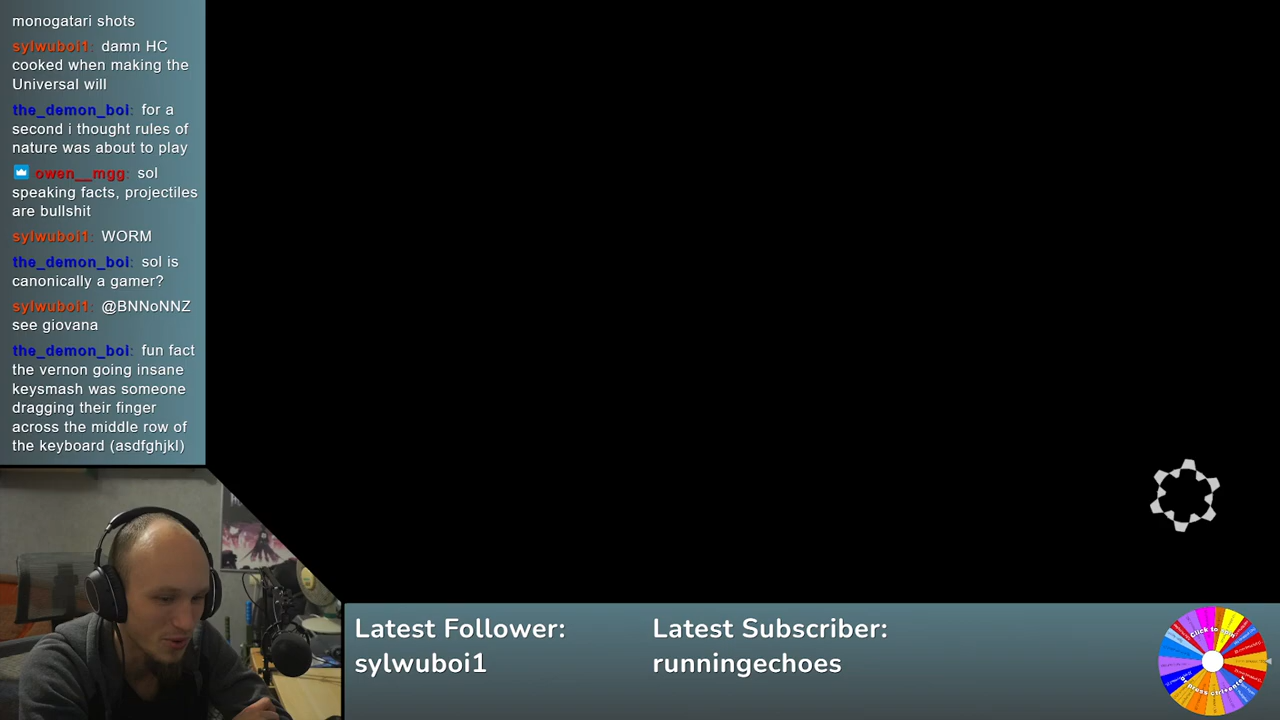 monogatari shots
sylwuboi1: damn HC
cooked when making the
Universal will
the_demon_boi: for a
second i thought rules of
nature was about to play
owen__mgg: sol
speaking facts, projectiles
are bullshit
sylwuboi1: WORM
the_demon_boi: sol is
canonically a gamer?
sylwuboi1: @BNNoNNZ
see giovana
the_demon_boi: fun fact
the vernon going insane
keysmash was someone
dragging their finger
across the middle row of
the keyboard (asdfghjkl)
Latest Follower:
sylwuboi1
Latest Subscriber:
runningechoes